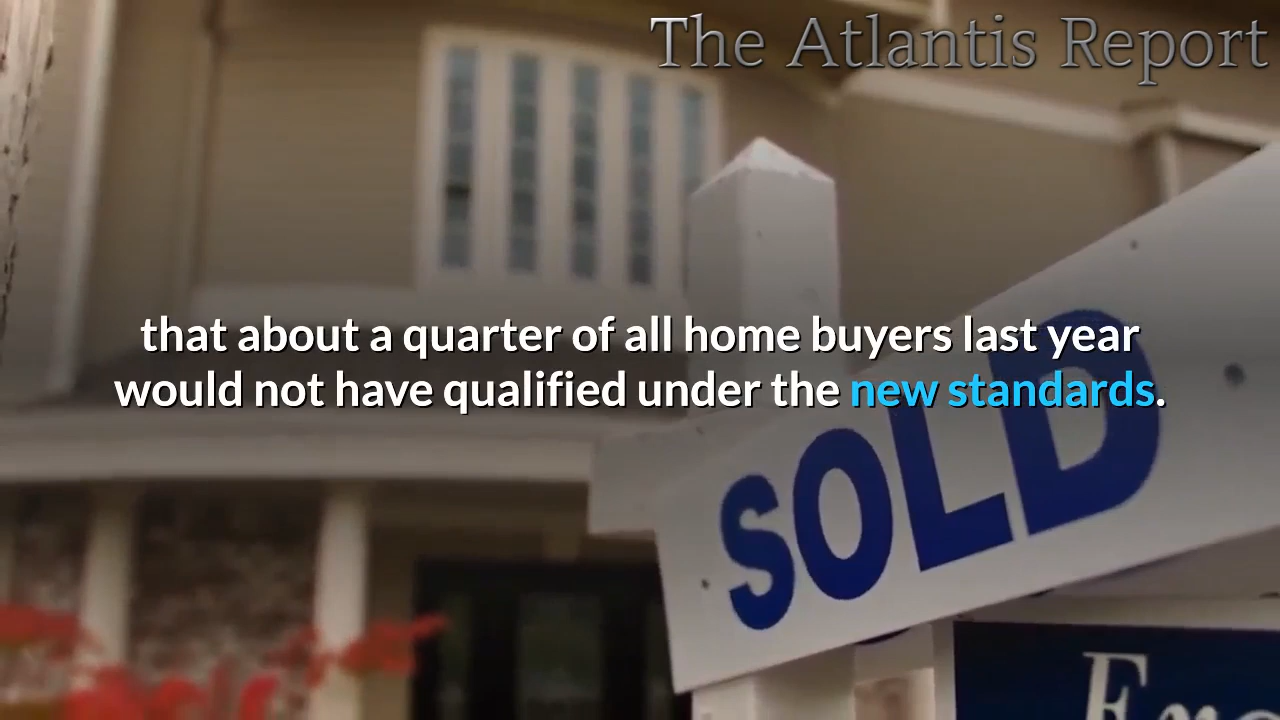 The Atlantis Report
that about a quarter of all home buyers last year
would not have qualified under the new standards.
SOLD